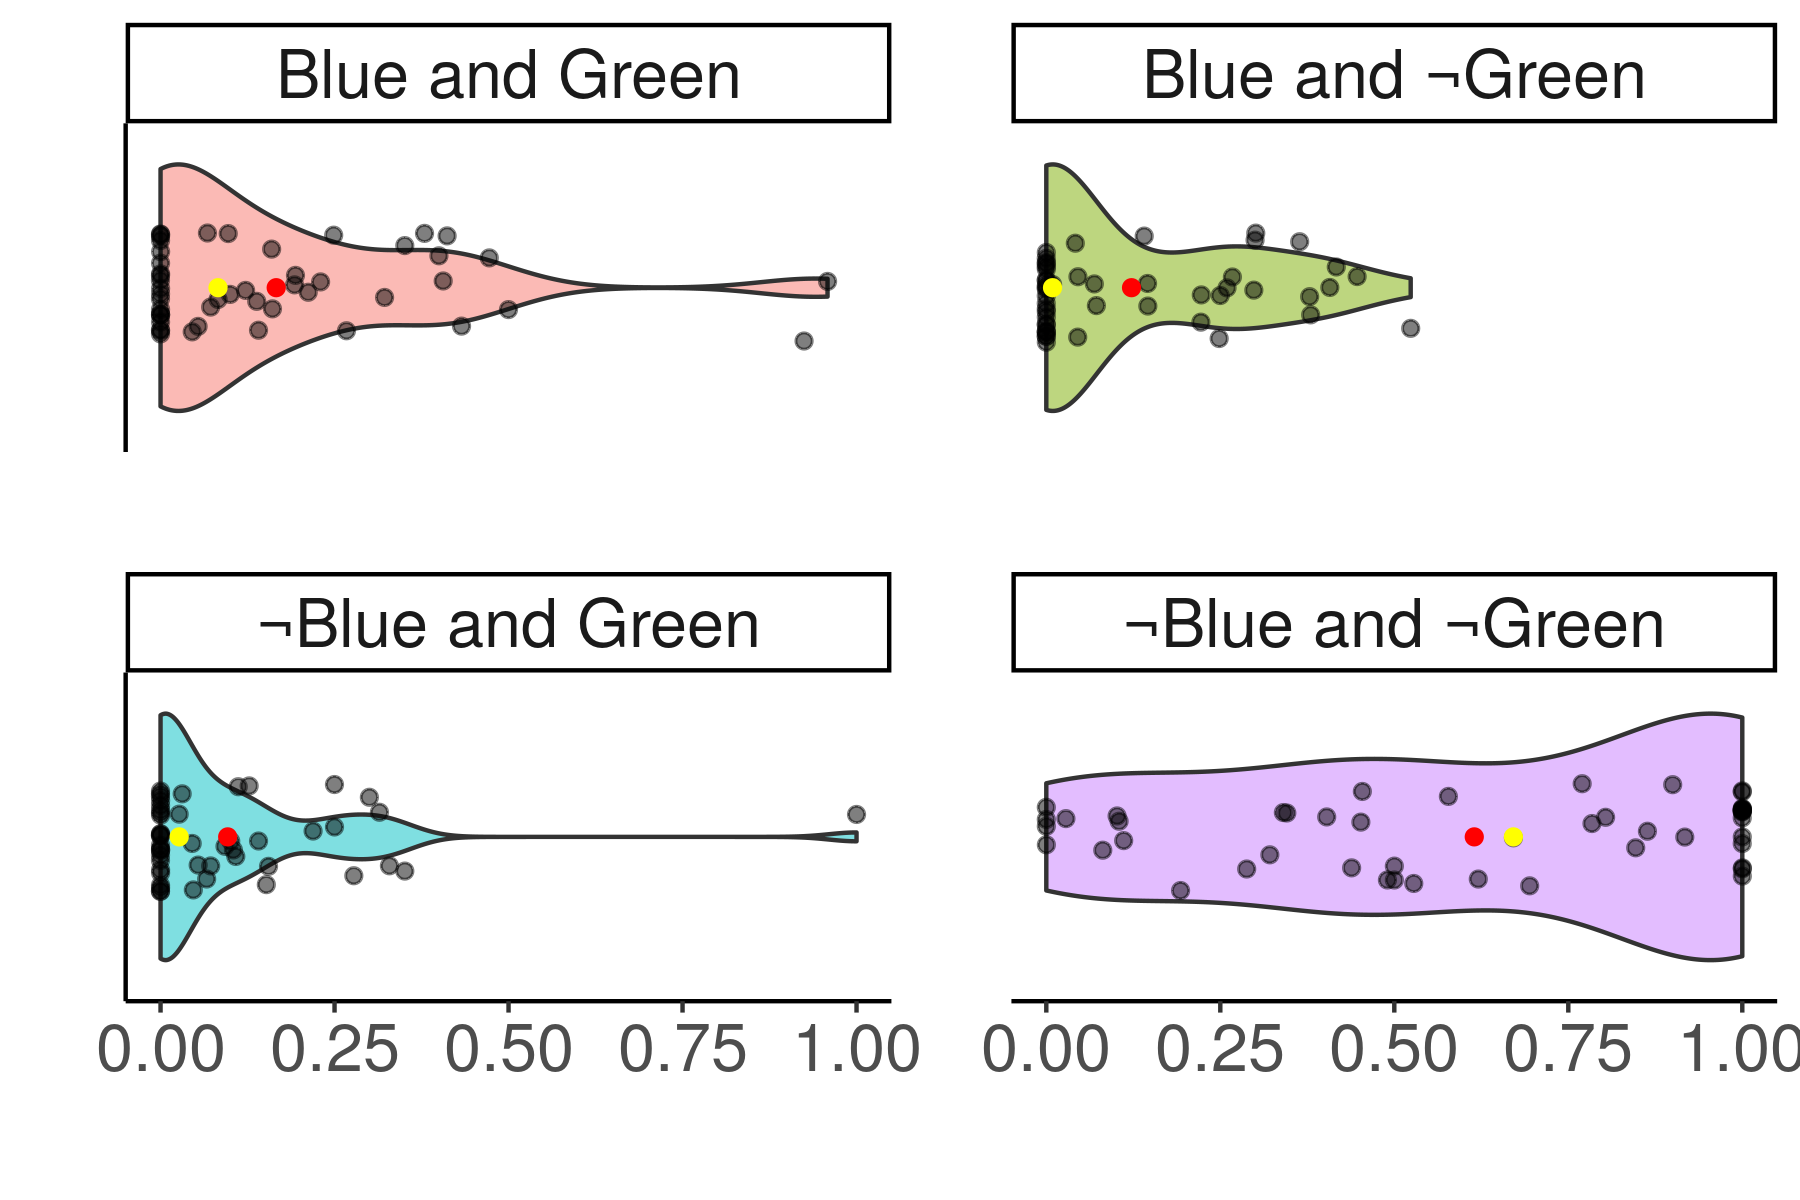 Blue and Green
Blue and ¬Green
¬Blue and Green
¬Blue and ¬Green
0.00 0.25 0.50 0.75 1.00
0.00 0.25 0.50 0.75 1.00